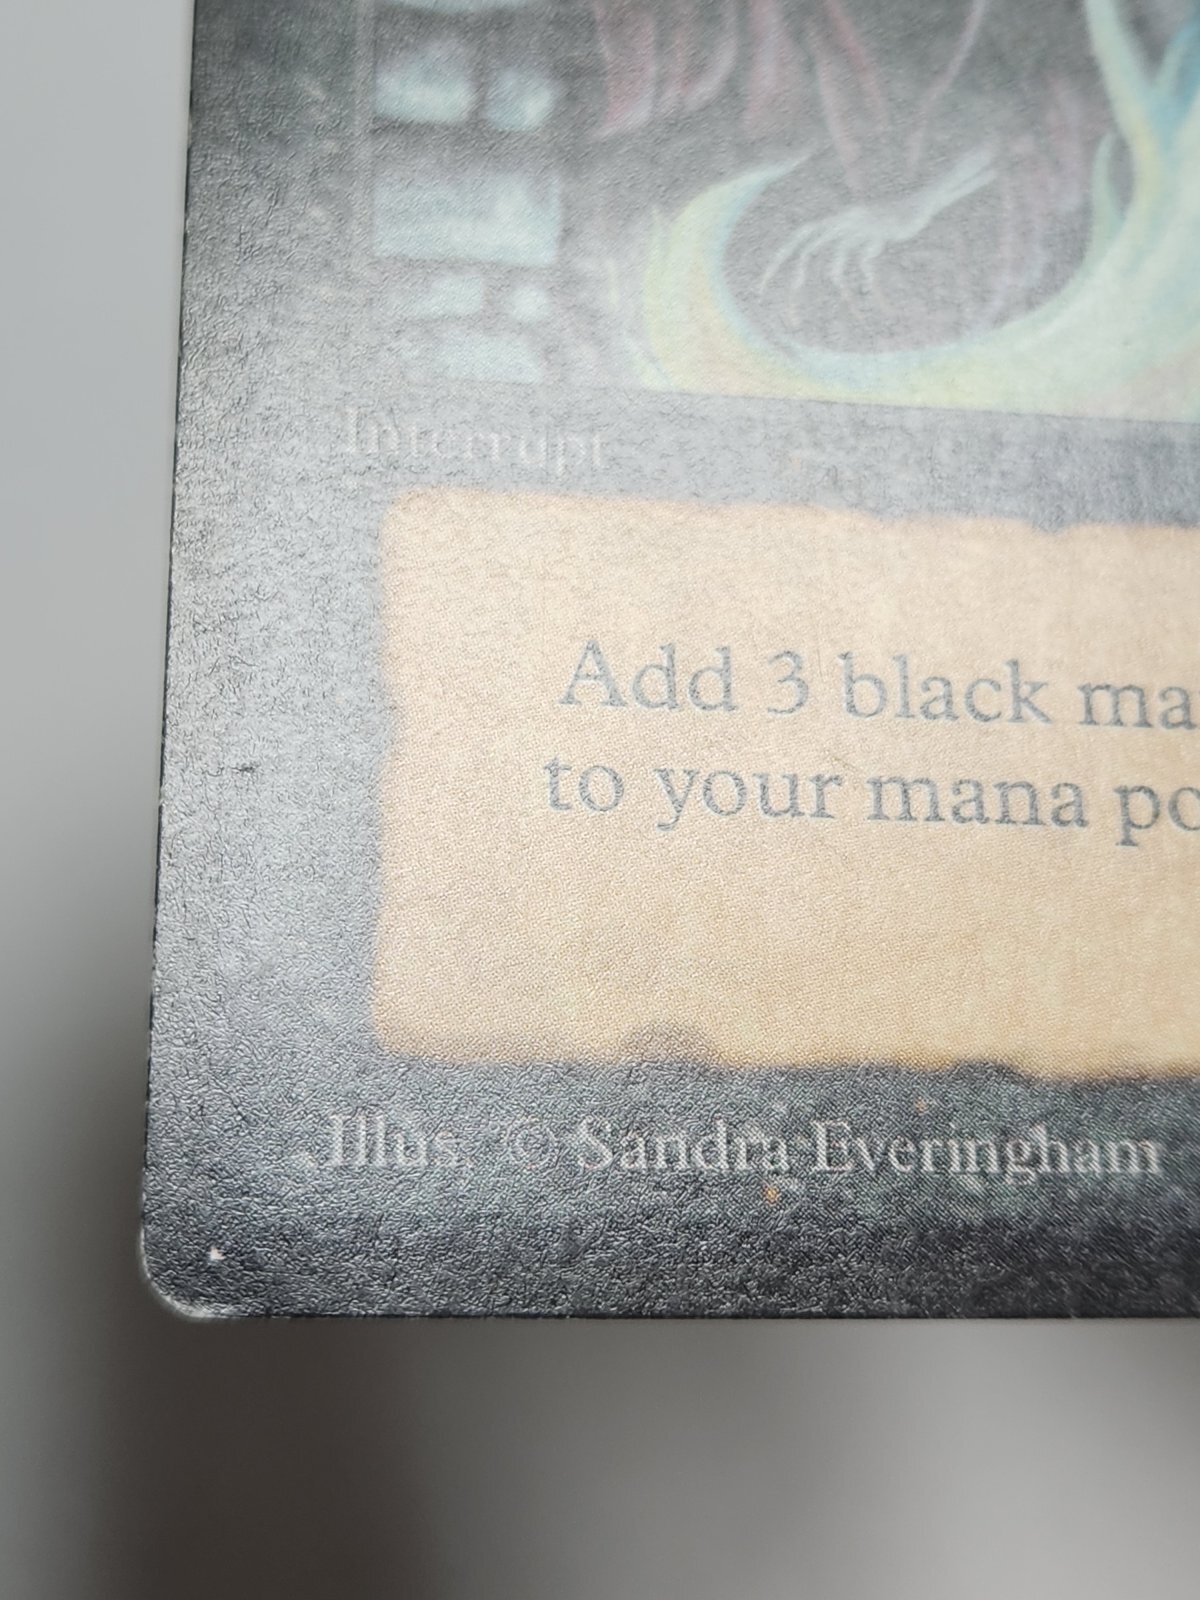 Interrupt
Add 3 black ma
to your mana po
Illus. © Sandra Everingham